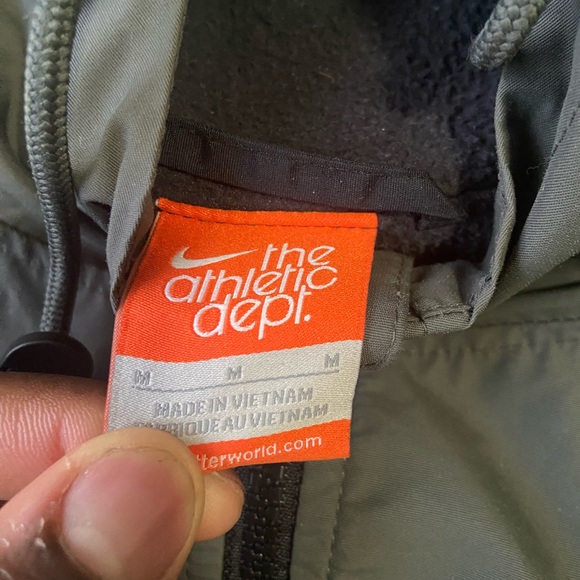 the
athletic
dept.
M M M
MADE IN VIETNAM
FABRIQUE AU VIETNAM
tterworld.com